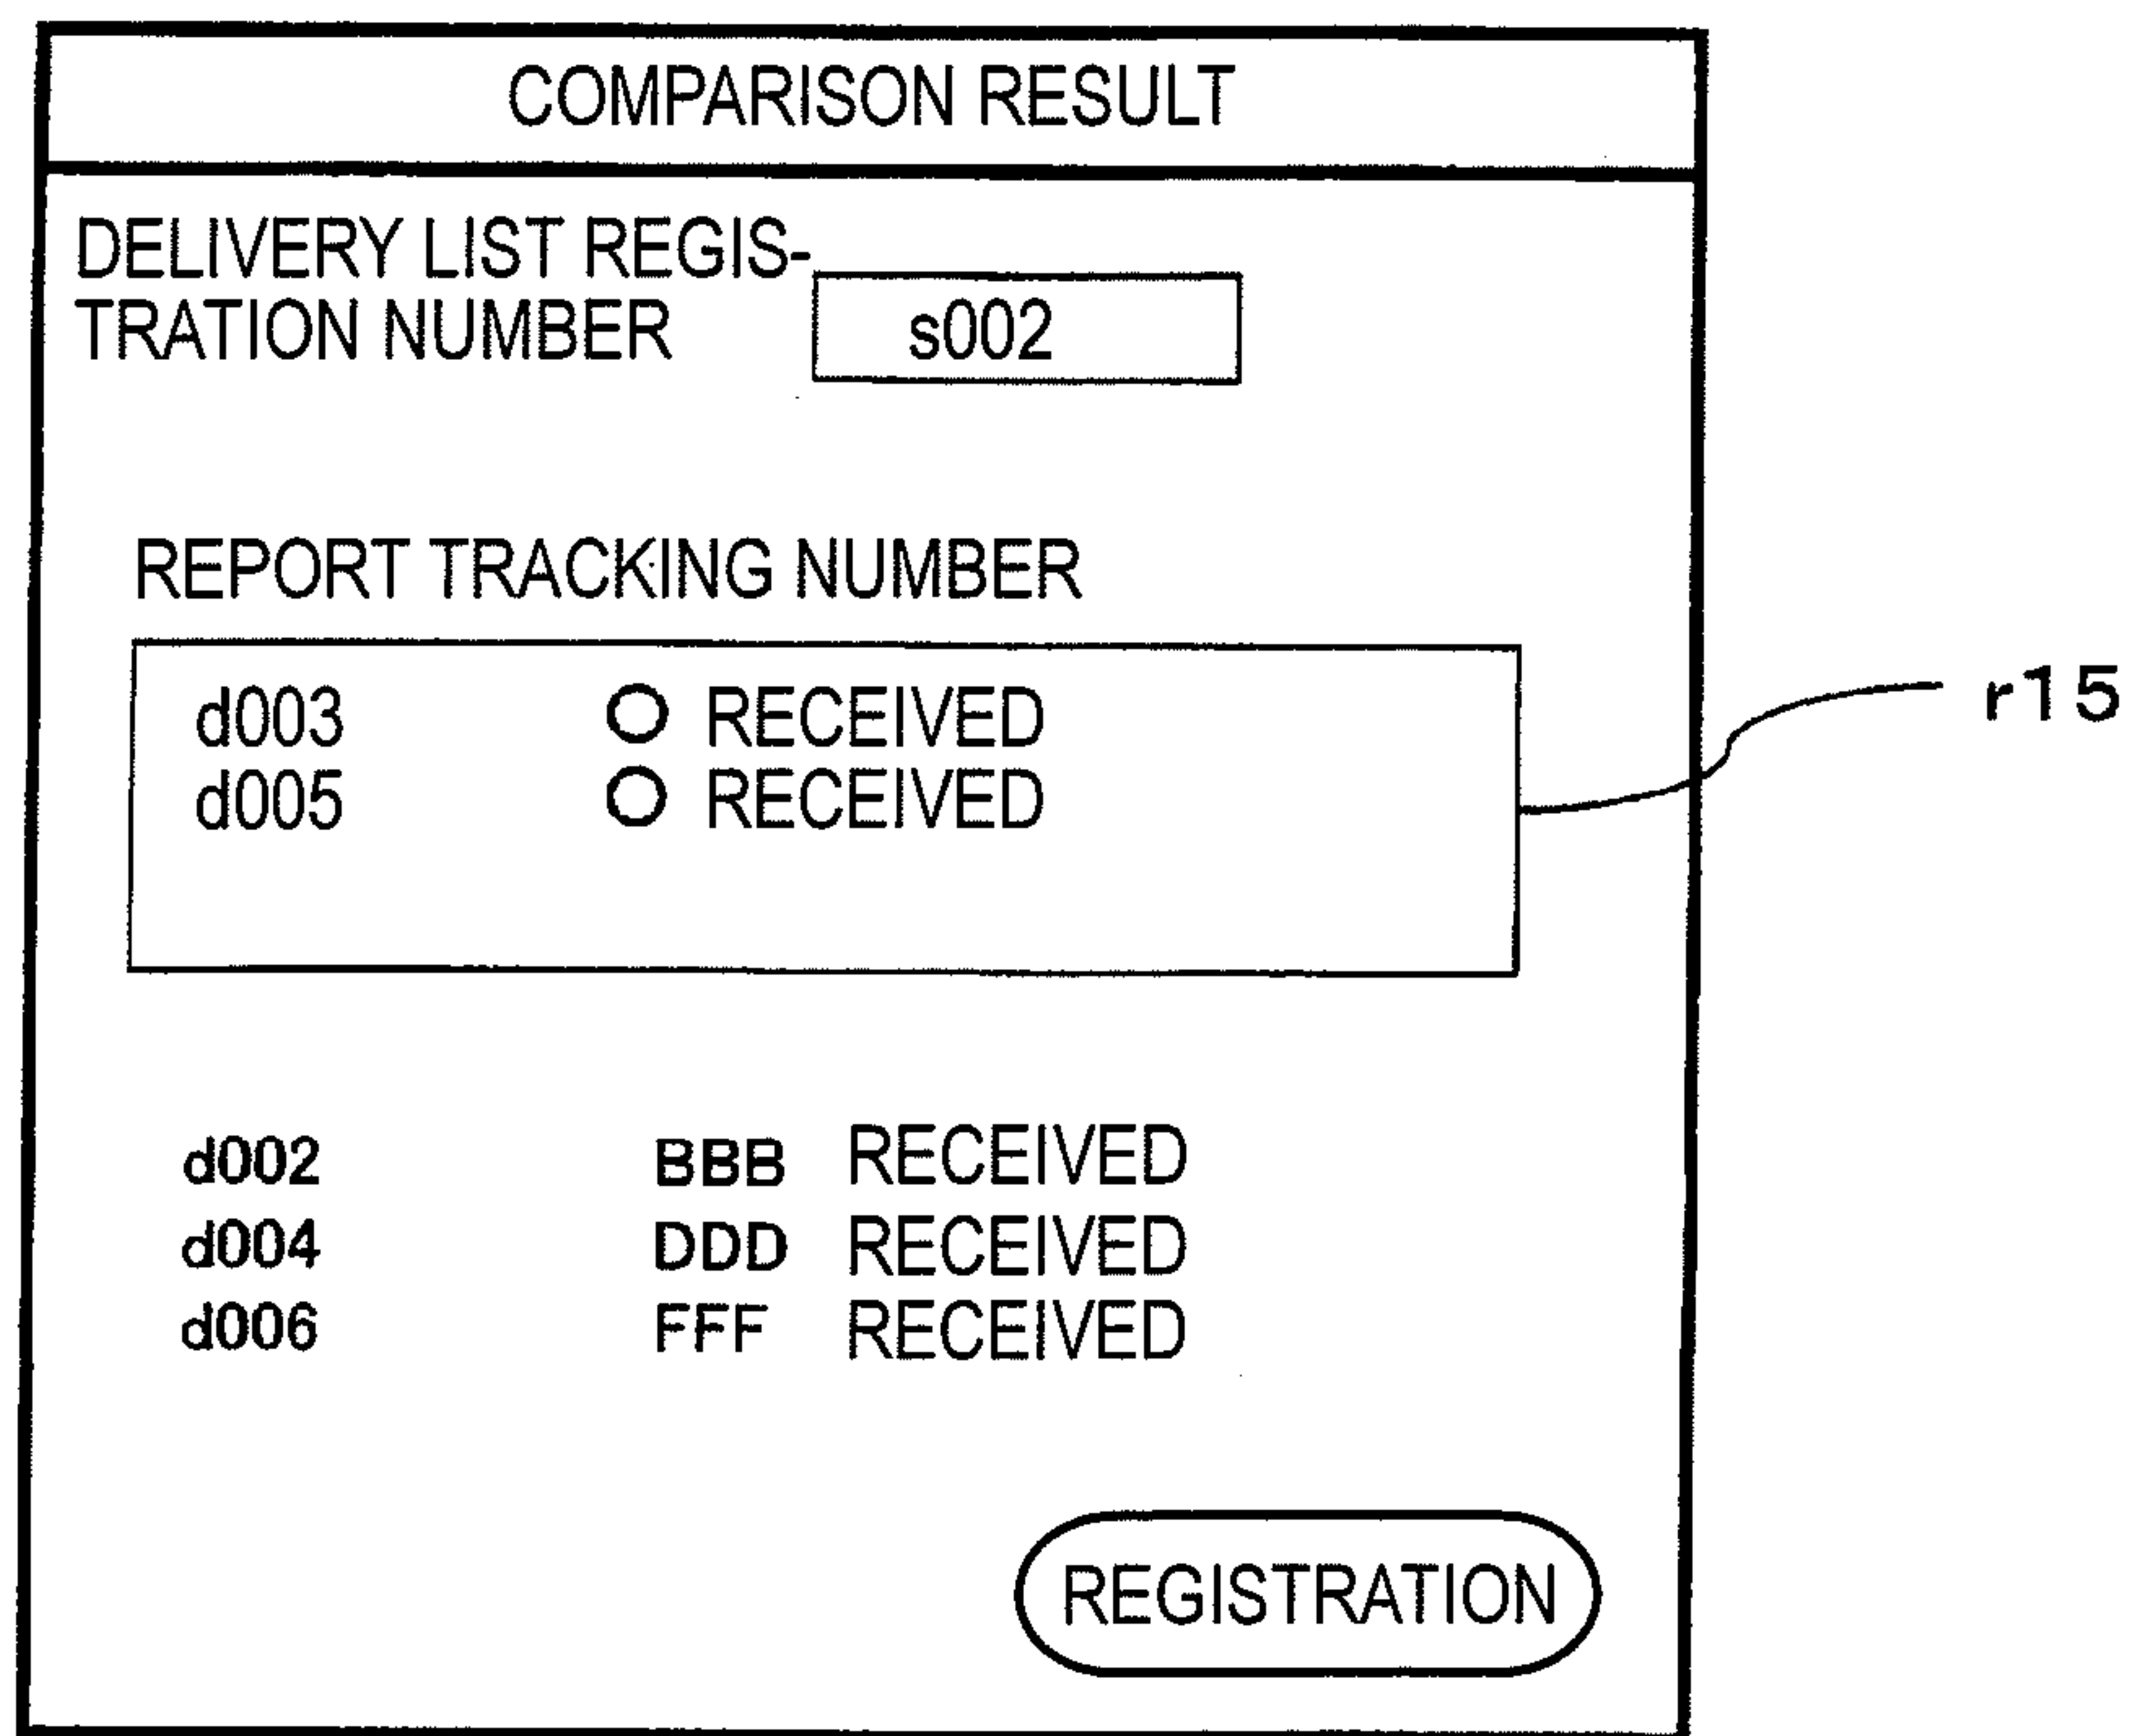 COMPARISON RESULT
DELIVERY LIST REGIS-
TRATION NUMBER s002
REPORT TRACKING NUMBER
d003 ○ RECEIVED
d005 ○ RECEIVED
r15
d002 BBB RECEIVED
d004 DDD RECEIVED
d006 FFF RECEIVED
REGISTRATION